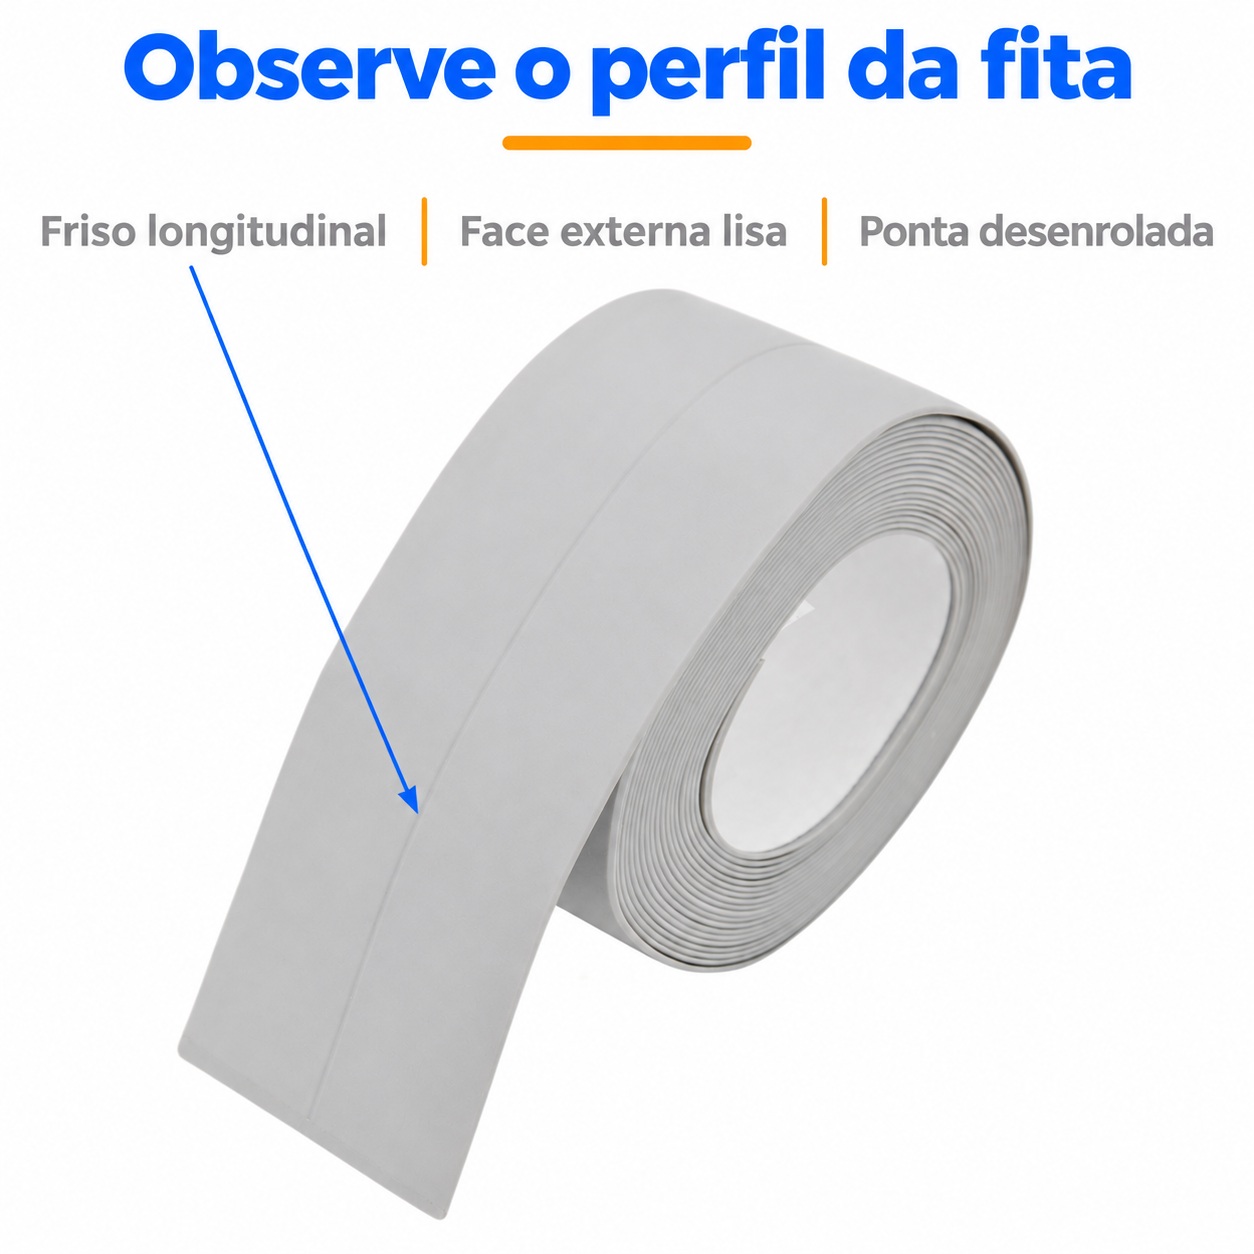 Observe o perfil da fita
Friso longitudinal
Face externa lisa
Ponta desenrolada